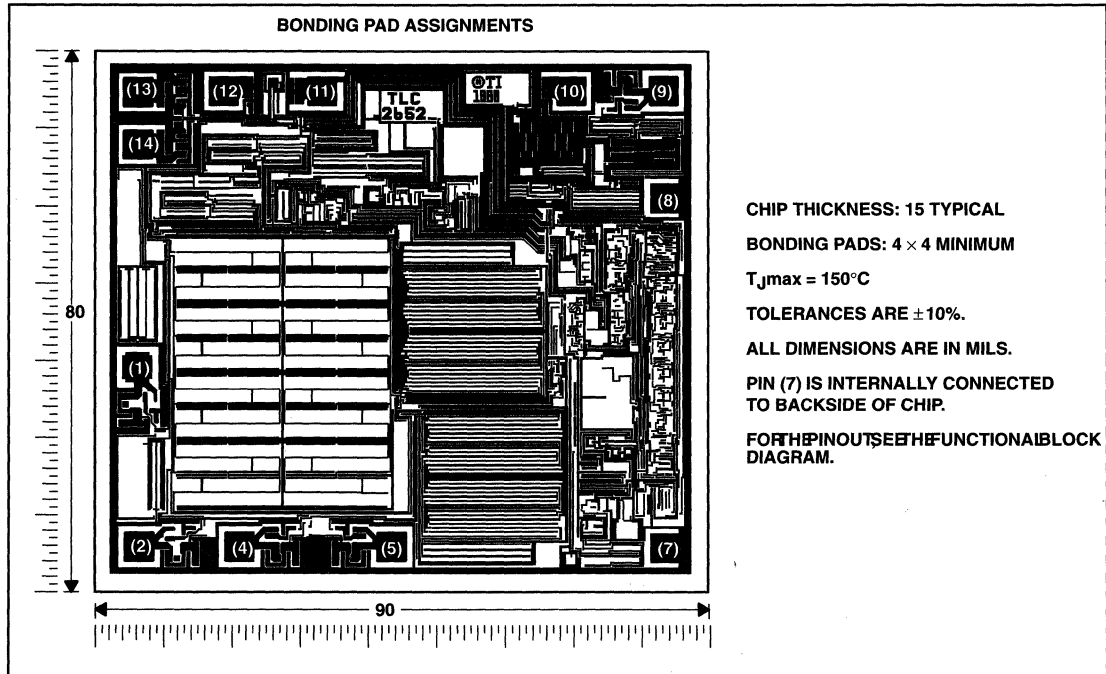 BONDING PAD ASSIGNMENTS
(13)
(12)
(11)
TLC
2652
©TI
(10)
(9)
(14)
(8)
CHIP THICKNESS: 15 TYPICAL
BONDING PADS: 4 × 4 MINIMUM
TJmax = 150°C
TOLERANCES ARE ±10%.
ALL DIMENSIONS ARE IN MILS.
PIN (7) IS INTERNALLY CONNECTED
TO BACKSIDE OF CHIP.
FORTHEPINOUT,SEETHEFUNCTIONALBLOCK
DIAGRAM.
80
(1)
(2)
(4)
(5)
(7)
90